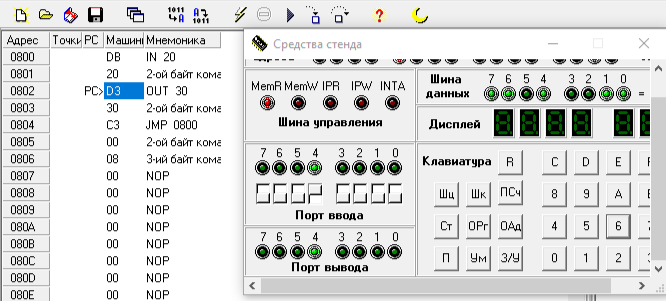 1011 1011
Адрес Точки PC Машинн Мнемоника
0800 DB IN 20
0801 20 2-ой байт кома
0802 PC> D3 OUT 30
0803 30 2-ой байт кома
0804 C3 JMP 0800
0805 00 2-ой байт кома
0806 08 3-ий байт кома
0807 00 NOP
0808 00 NOP
0809 00 NOP
080A 00 NOP
080B 00 NOP
080C 00 NOP
080D 00 NOP
080E 00 NOP
Средства стенда
MemR MemW IPR IPW INTA
Шина управления
7 6 5 4 3 2 1 0
Порт ввода
7 6 5 4 3 2 1 0
Порт вывода
Шина данных
7 6 5 4 3 2 1 0 =
Дисплей
Клавиатура R C D E F
Шц Шк ПСч 8 9 A B
Ст ОРг ОАд 4 5 6 7
П Ум З/У 0 1 2 3